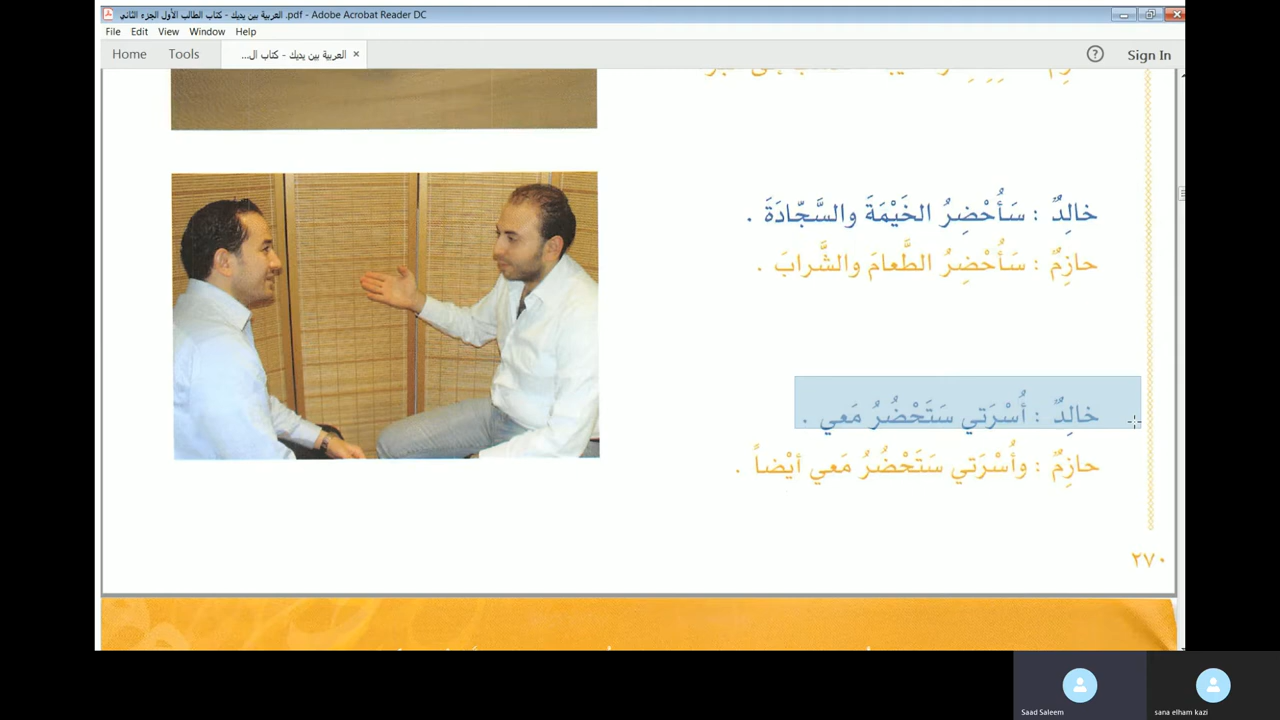 العربية بين يديك - كتاب الطالب الأول الجزء الثاني .pdf - Adobe Acrobat Reader DC
File Edit View Window Help
Home Tools العربية بين يديك - كتاب ال... × ? Sign In
خالِدٌ : سَأُحْضِرُ الخَيْمَةَ والسَّجّادَةَ .
حازِمٌ : سَأُحْضِرُ الطَّعامَ والشَّرابَ .
خالِدٌ : أُسْرَتي سَتَحْضُرُ مَعي .
حازِمٌ : وأُسْرَتي سَتَحْضُرُ مَعي أيْضاً .
٢٧٠
Saad Saleem
sana elham kazi